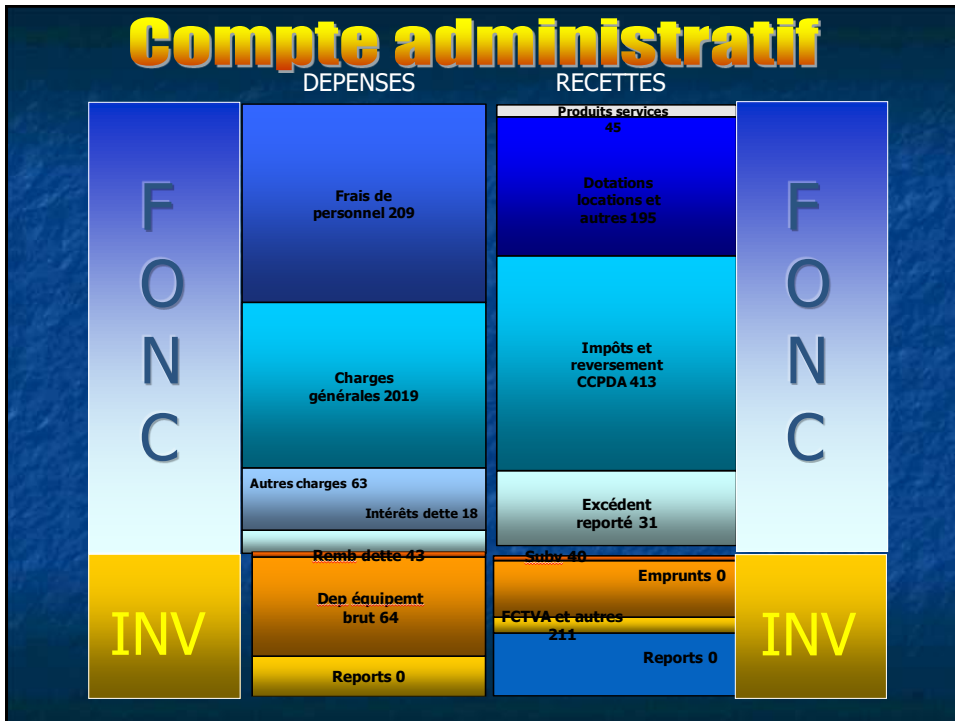 Compte administratif
DEPENSES
RECETTES
F
O
N
C
Frais de
personnel 209
Charges
générales 2019
Autres charges 63
Intérêts dette 18
Produits services
45
Dotations
locations et
autres 195
Impôts et
reversement
CCPDA 413
Excédent
reporté 31
F
O
N
C
INV
Remb dette 43
Dep équipemt
brut 64
Reports 0
Subv 40
Emprunts 0
FCTVA et autres
211
Reports 0
INV